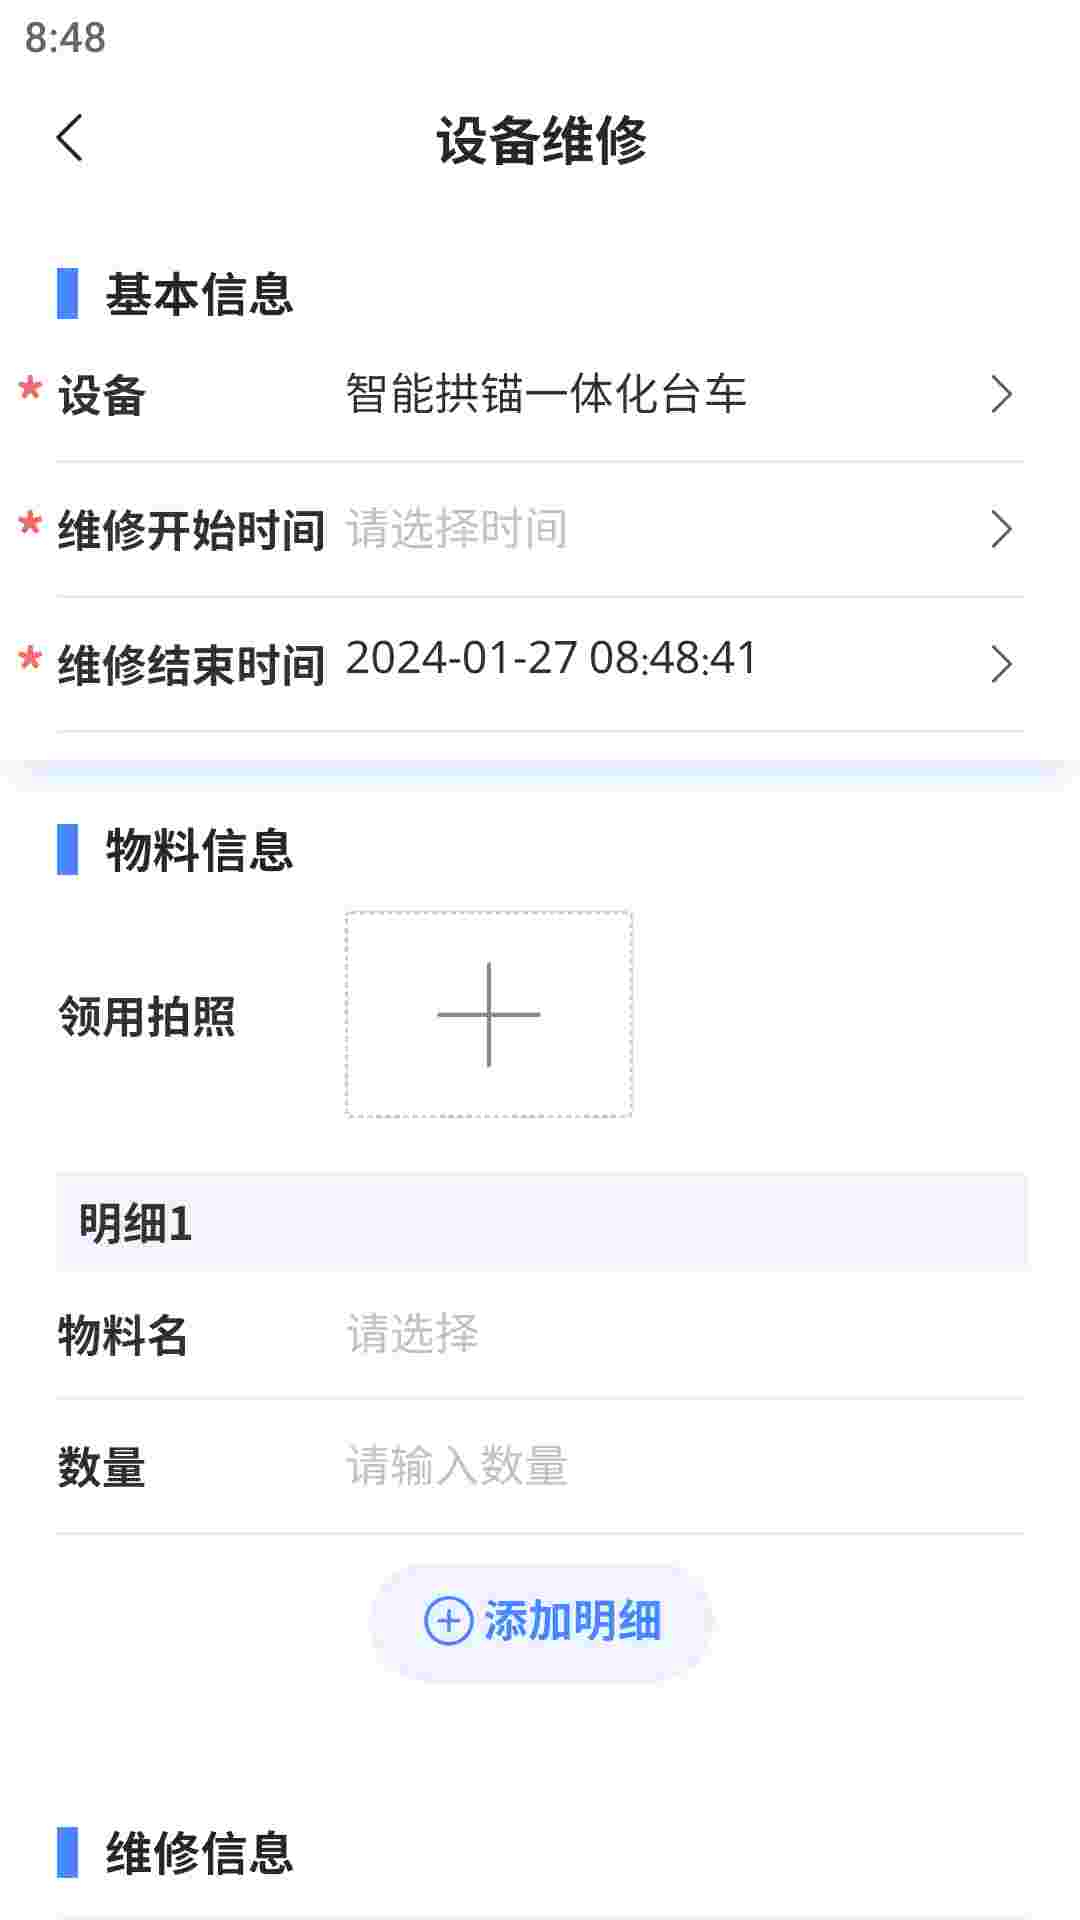 8:48
设备维修
基本信息
* 设备 智能拱锚一体化台车
* 维修开始时间 请选择时间
* 维修结束时间 2024-01-27 08:48:41
物料信息
领用拍照
明细1
物料名 请选择
数量 请输入数量
添加明细
维修信息